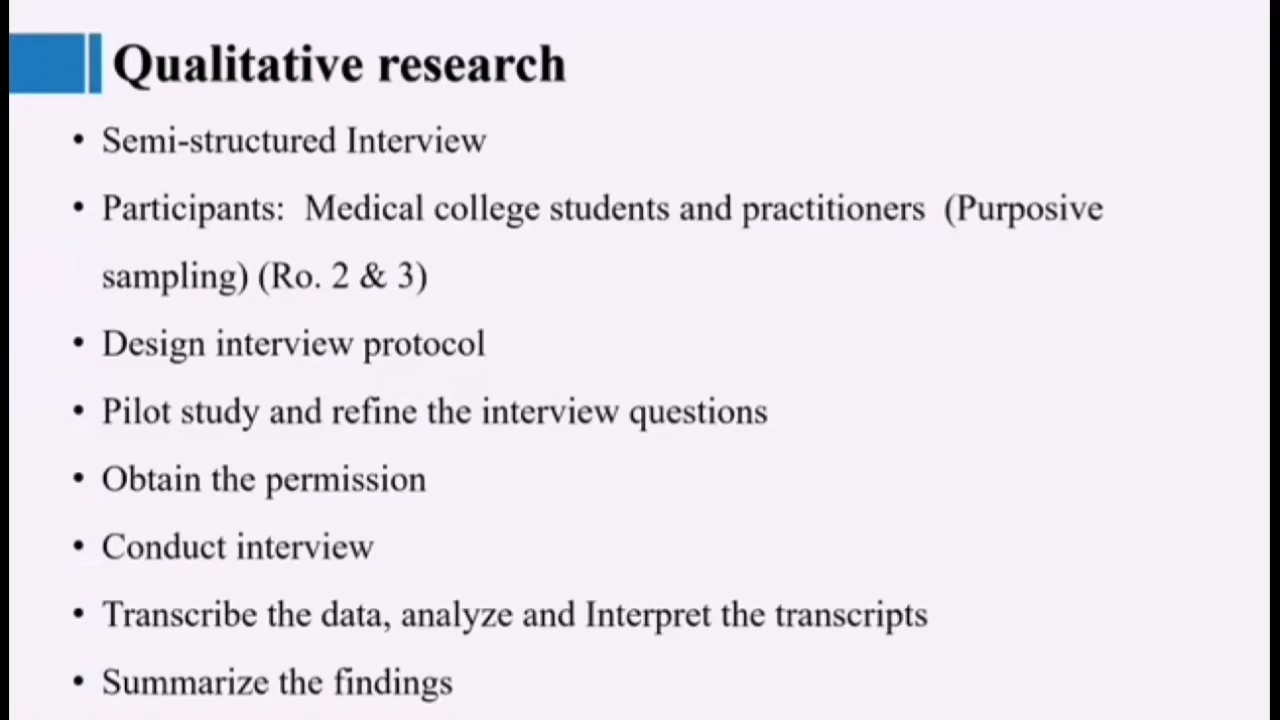 Qualitative research
• Semi-structured Interview
• Participants: Medical college students and practitioners (Purposive
sampling) (Ro. 2 & 3)
• Design interview protocol
• Pilot study and refine the interview questions
• Obtain the permission
• Conduct interview
• Transcribe the data, analyze and Interpret the transcripts
• Summarize the findings